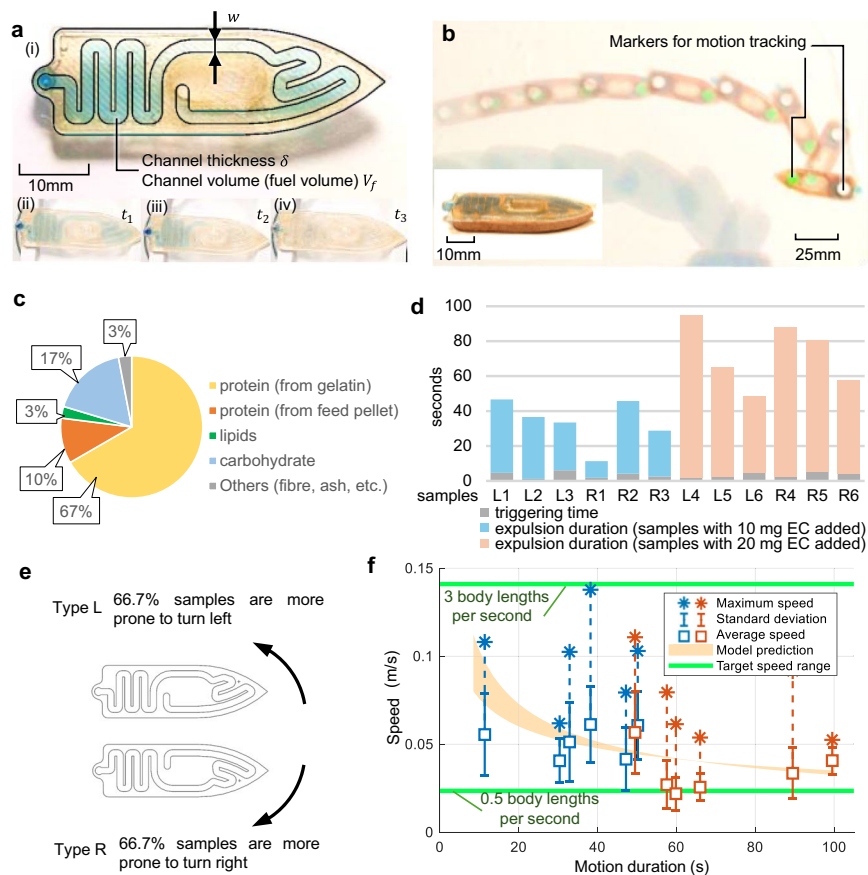 a
(i)
w
Channel thickness δ
Channel volume (fuel volume) V_f
10mm
(ii)
t₁
(iii)
t₂
(iv)
t₃
b
Markers for motion tracking
10mm
25mm
c
3%
17%
3%
10%
67%
protein (from gelatin)
protein (from feed pellet)
lipids
carbohydrate
Others (fibre, ash, etc.)
d
100
80
60
40
20
0
seconds
samples
L1 L2 L3 R1 R2 R3 L4 L5 L6 R4 R5 R6
triggering time
expulsion duration (samples with 10 mg EC added)
expulsion duration (samples with 20 mg EC added)
e
Type L 66.7% samples are more
prone to turn left
Type R 66.7% samples are more
prone to turn right
f
0.15
0.1
0.05
0
Speed (m/s)
3 body lengths
per second
0.5 body lengths
per second
Maximum speed
Standard deviation
Average speed
Model prediction
Target speed range
0 20 40 60 80 100
Motion duration (s)